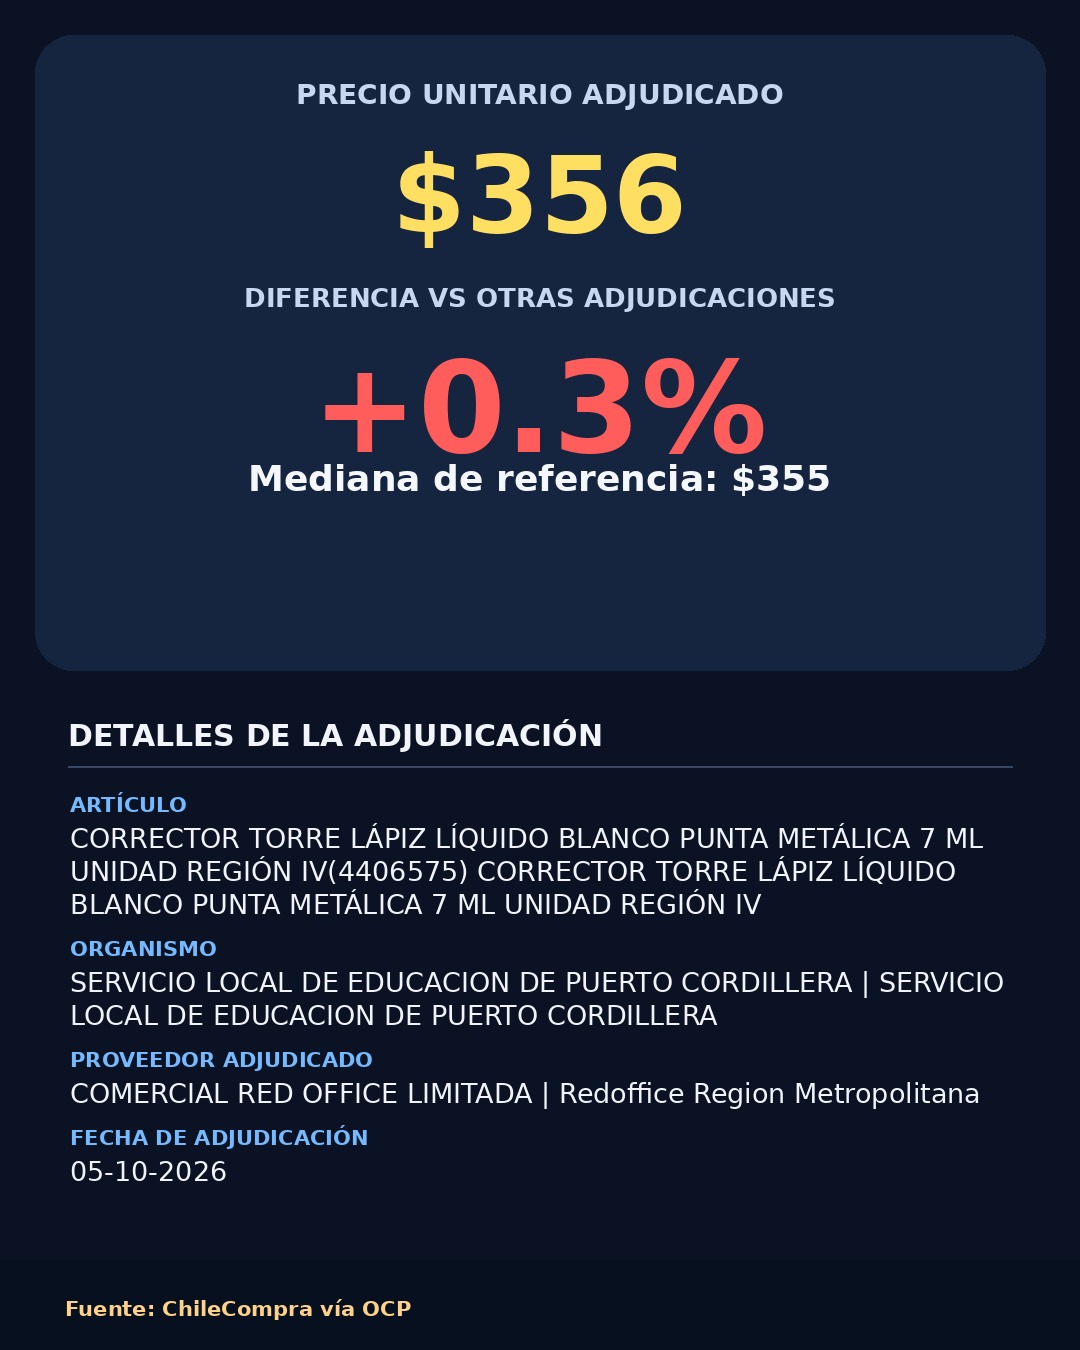 PRECIO UNITARIO ADJUDICADO
$356
DIFERENCIA VS OTRAS ADJUDICACIONES
+0.3%
Mediana de referencia: $355
DETALLES DE LA ADJUDICACIÓN
ARTÍCULO
CORRECTOR TORRE LÁPIZ LÍQUIDO BLANCO PUNTA METÁLICA 7 ML
UNIDAD REGIÓN IV(4406575) CORRECTOR TORRE LÁPIZ LÍQUIDO
BLANCO PUNTA METÁLICA 7 ML UNIDAD REGIÓN IV
ORGANISMO
SERVICIO LOCAL DE EDUCACION DE PUERTO CORDILLERA | SERVICIO
LOCAL DE EDUCACION DE PUERTO CORDILLERA
PROVEEDOR ADJUDICADO
COMERCIAL RED OFFICE LIMITADA | Redoffice Region Metropolitana
FECHA DE ADJUDICACIÓN
05-10-2026
Fuente: ChileCompra vía OCP